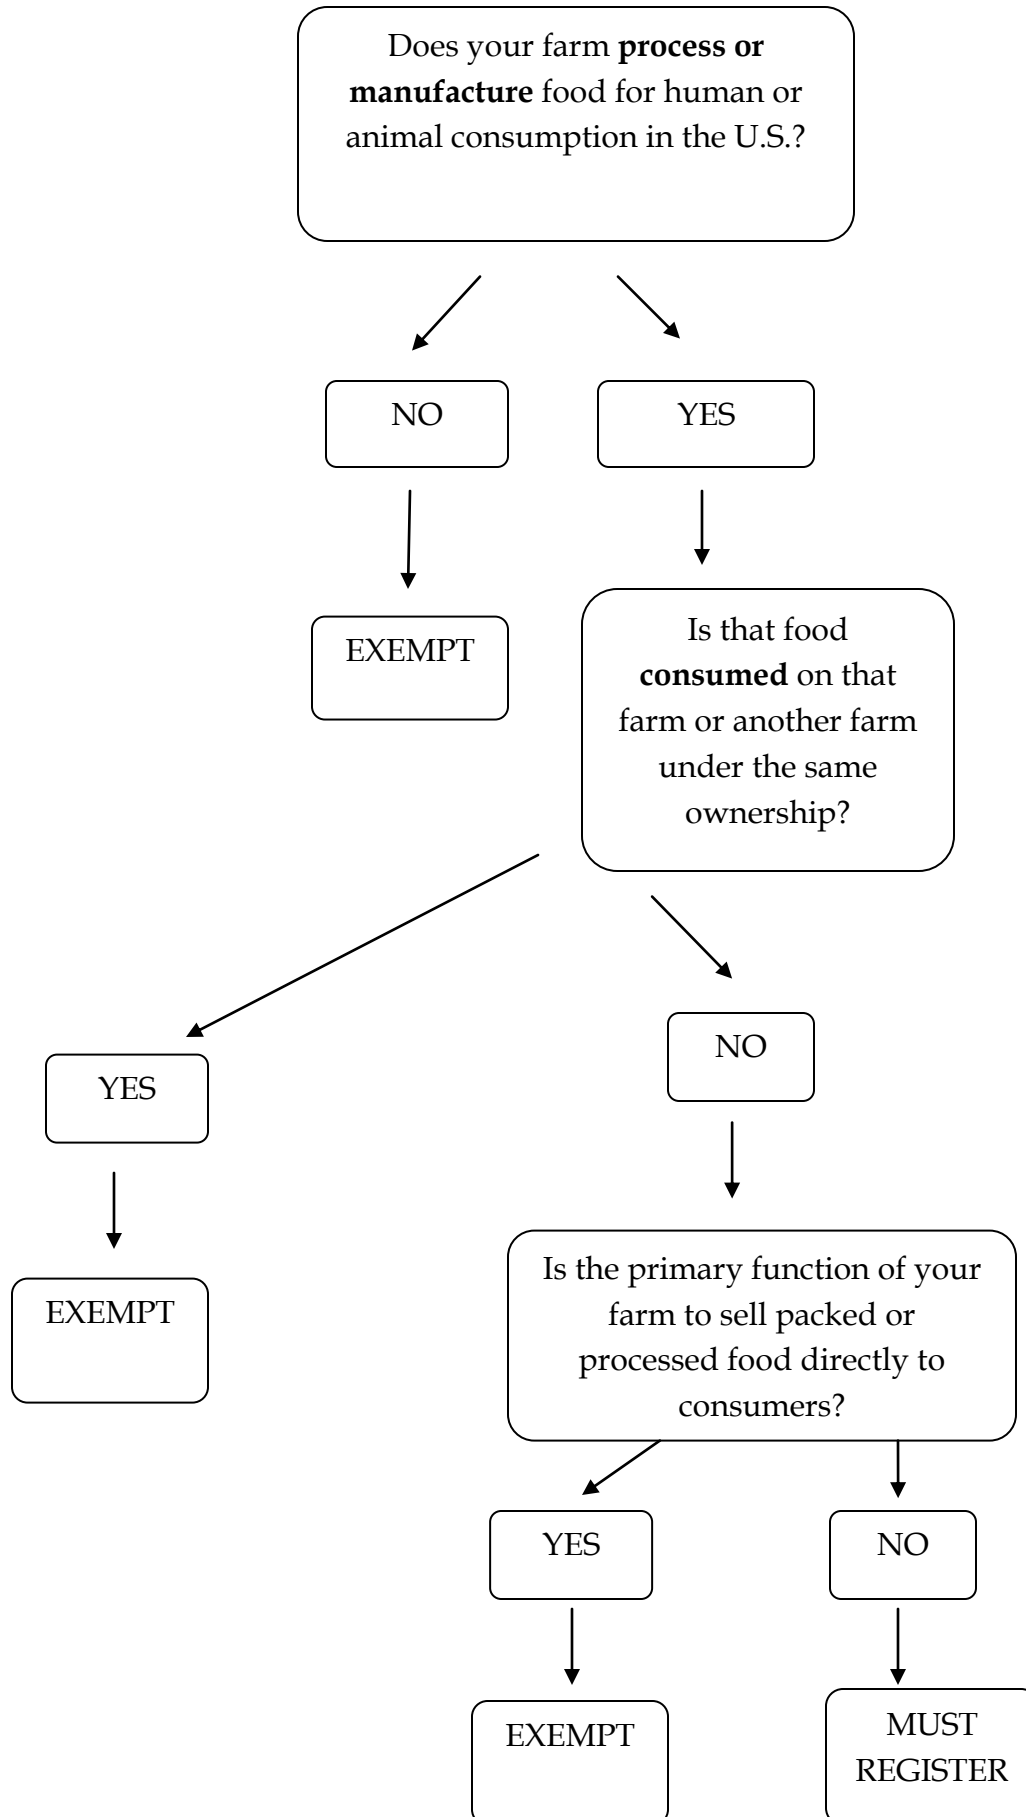 Does your farm process or
manufacture food for human or
animal consumption in the U.S.?
NO
YES
EXEMPT
Is that food
consumed on that
farm or another farm
under the same
ownership?
YES
NO
EXEMPT
Is the primary function of your
farm to sell packed or
processed food directly to
consumers?
YES
NO
EXEMPT
MUST
REGISTER